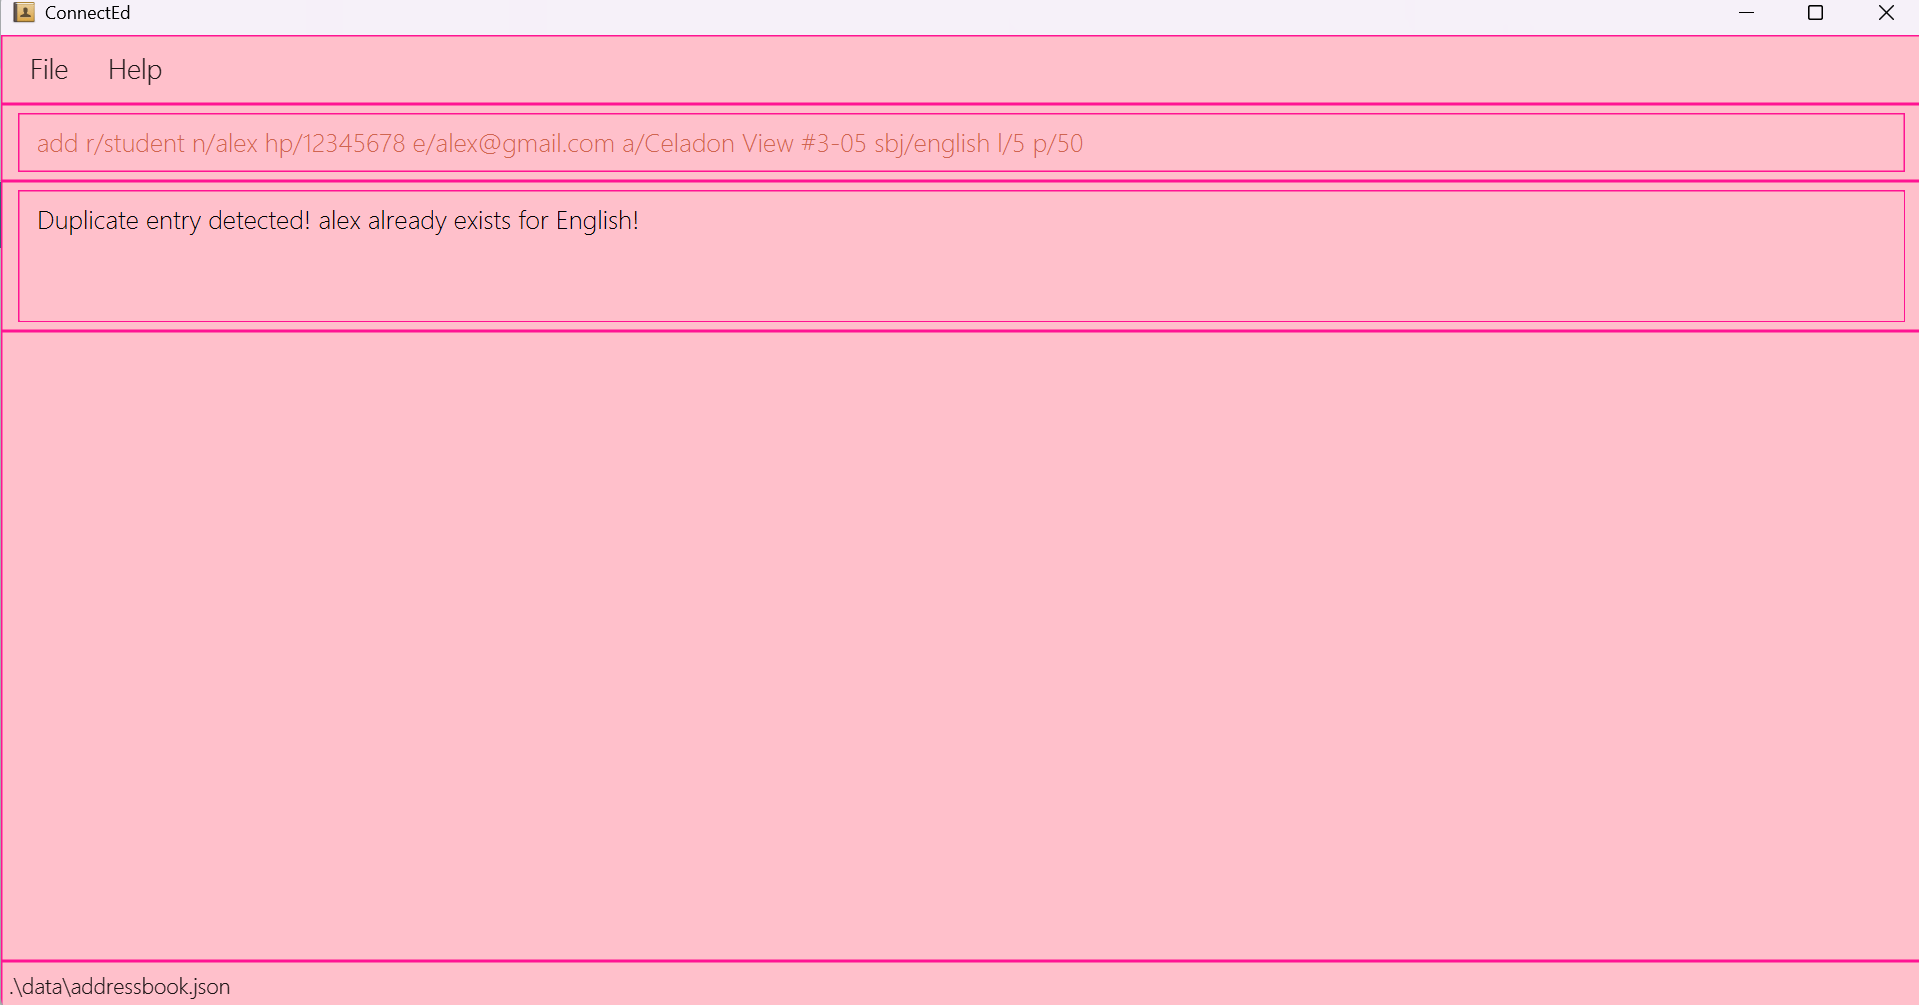 ConnectEd
File Help
add r/student n/alex hp/12345678 e/alex@gmail.com a/Celadon View #3-05 sbj/english l/5 p/50
Duplicate entry detected! alex already exists for English!
.\data\addressbook.json